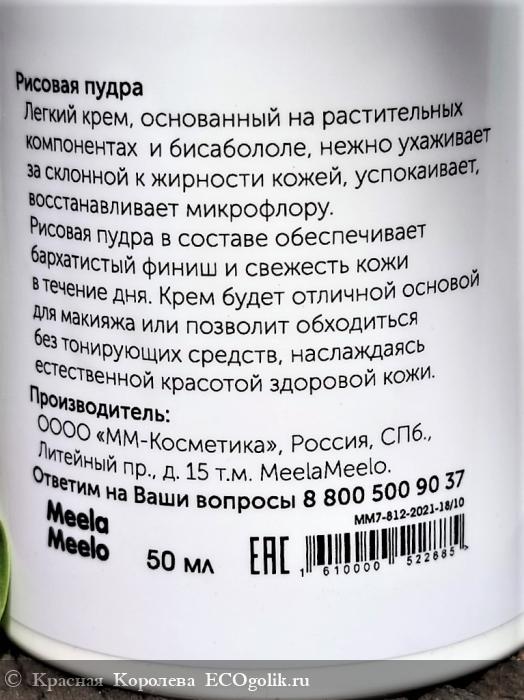 Рисовая пудра
Легкий крем, основанный на растительных
компонентах и бисабололе, нежно ухаживает
за склонной к жирности кожей, успокаивает,
восстанавливает микрофлору.
Рисовая пудра в составе обеспечивает
бархатистый финиш и свежесть кожи
в течение дня. Крем будет отличной основой
для макияжа или позволит обходиться
без тонирующих средств, наслаждаясь
естественной красотой здоровой кожи.
Производитель:
ОООО «ММ-Косметика», Россия, СПб.,
Литейный пр., д. 15 т.м. MeelaMeelo.
Ответим на Ваши вопросы 8 800 500 90 37
ММ7-812-2021-18/10
Meela
Meelo
50 мл
EAC
1 610000 522885
© Красная Королева ECOgolik.ru